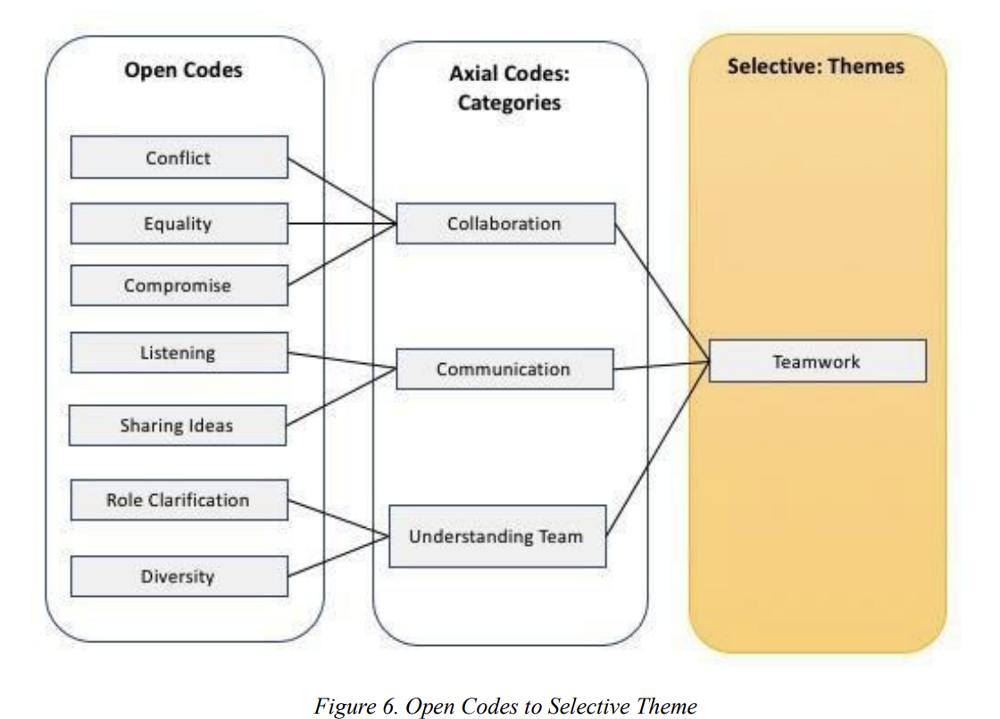 Open Codes
Conflict
Equality
Compromise
Listening
Sharing Ideas
Role Clarification
Diversity
Axial Codes:
Categories
Collaboration
Communication
Understanding Team
Selective: Themes
Teamwork
Figure 6. Open Codes to Selective Theme